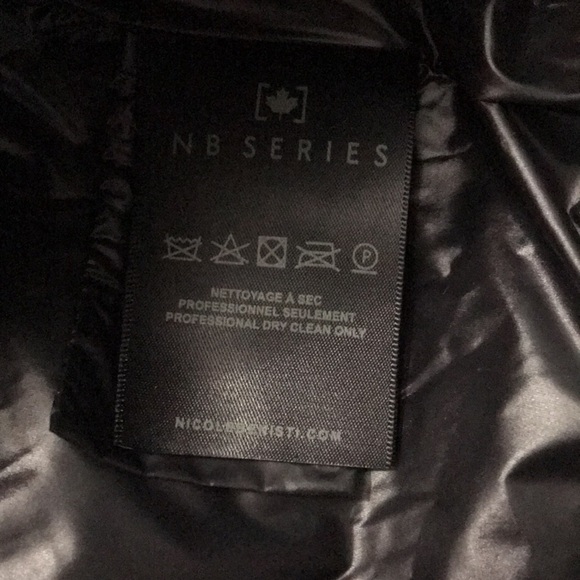 NB SERIES
P
NETTOYAGE À SEC
PROFESSIONNEL SEULEMENT
PROFESSIONAL DRY CLEAN ONLY
NICOLEBENISTI.COM